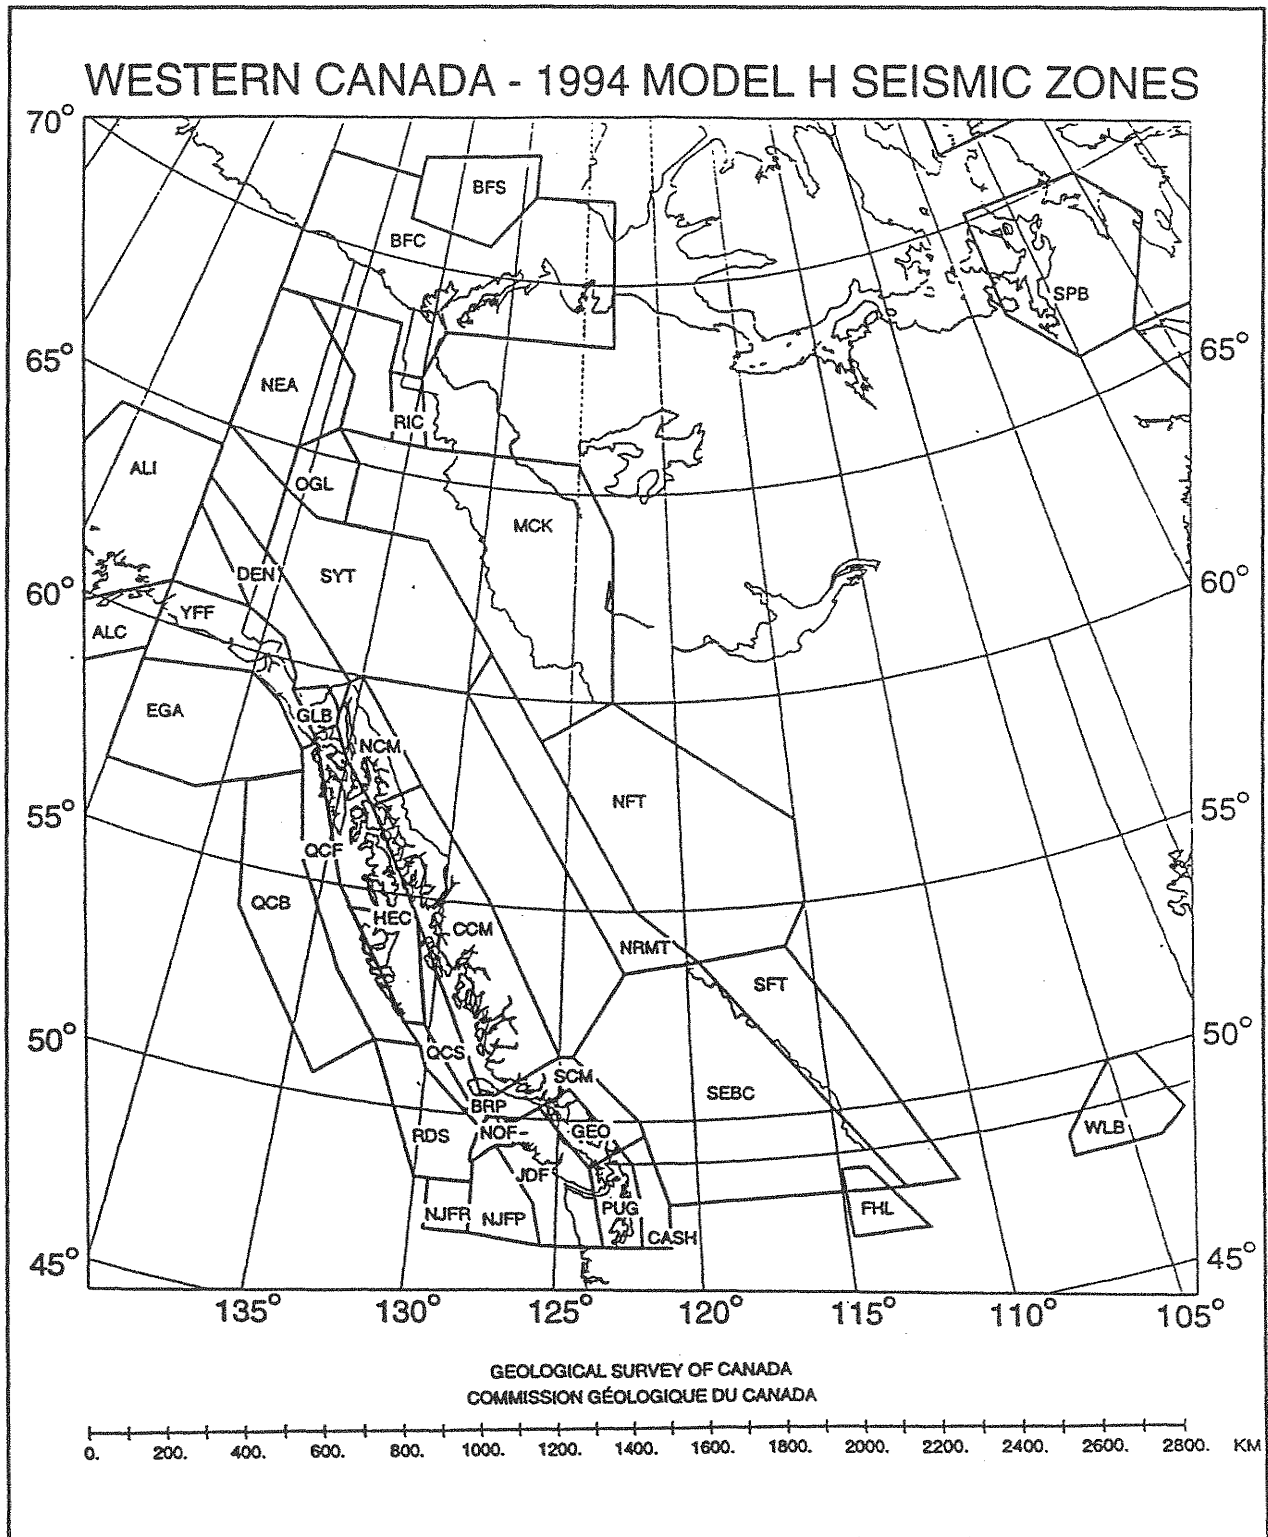 WESTERN CANADA - 1994 MODEL H SEISMIC ZONES
70°
BFS
BFC
SPB
65°
65°
NEA
RIC
ALI
OGL
MCK
DEN
SYT
60°
60°
YFF
ALC
EGA
GLB
NCM
NFT
55°
55°
QCF
QCB
HEC
CCM
NRMT
SFT
50°
50°
QCS
SCM
SEBC
BRP
WLB
RDS
NOF-
GEO
JDF
NJFR
NJFP
PUG
FHL
CASH
45°
45°
135° 130° 125° 120° 115° 110° 105°
GEOLOGICAL SURVEY OF CANADA
COMMISSION GÉOLOGIQUE DU CANADA
0. 200. 400. 600. 800. 1000. 1200. 1400. 1600. 1800. 2000. 2200. 2400. 2600. 2800. KM